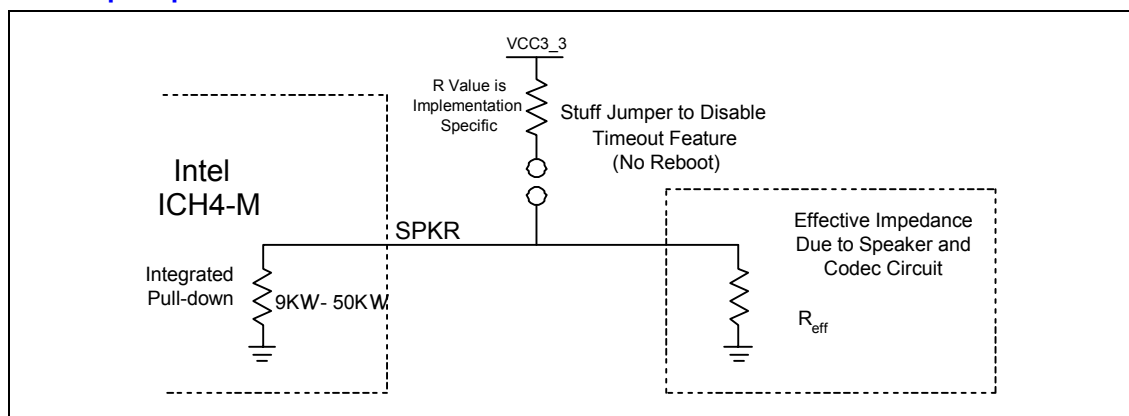 VCC3_3
R Value is
Implementation
Specific
Stuff Jumper to Disable
Timeout Feature
(No Reboot)
Intel
ICH4-M
SPKR
Effective Impedance
Due to Speaker and
Codec Circuit
Integrated
Pull-down
9KW- 50KW
Reff